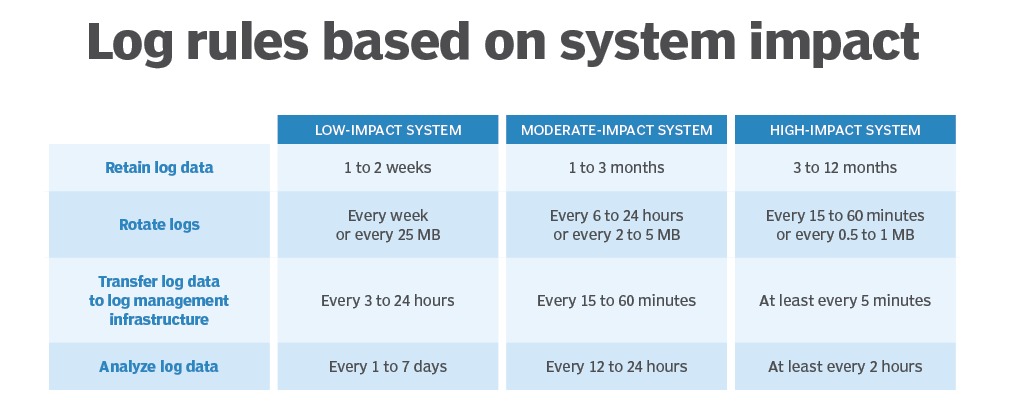 Log rules based on system impact
LOW-IMPACT SYSTEM
MODERATE-IMPACT SYSTEM
HIGH-IMPACT SYSTEM
Retain log data
1 to 2 weeks
1 to 3 months
3 to 12 months
Rotate logs
Every week
or every 25 MB
Every 6 to 24 hours
or every 2 to 5 MB
Every 15 to 60 minutes
or every 0.5 to 1 MB
Transfer log data
to log management
infrastructure
Every 3 to 24 hours
Every 15 to 60 minutes
At least every 5 minutes
Analyze log data
Every 1 to 7 days
Every 12 to 24 hours
At least every 2 hours